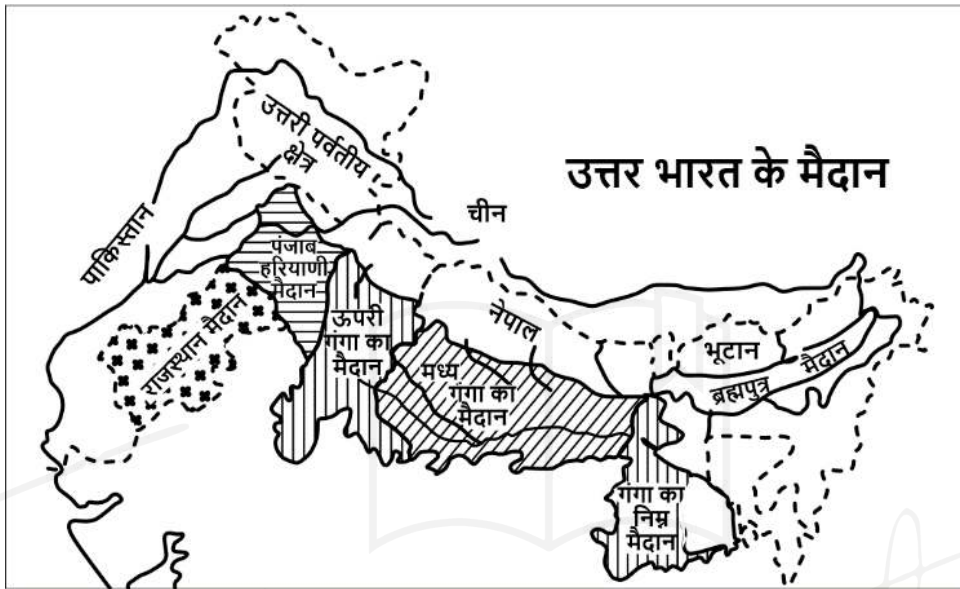 उत्तरी पर्वतीय
क्षेत्र
उत्तर भारत के मैदान
चीन
पाकिस्तान
पंजाब
हरियाणी
मैदान
राजस्थान मैदान
ऊपरी
गंगा का
मैदान
नेपाल
मध्य
गंगा का
मैदान
भूटान
ब्रह्मपुत्र मैदान
गंगा का
निम्न
मैदान